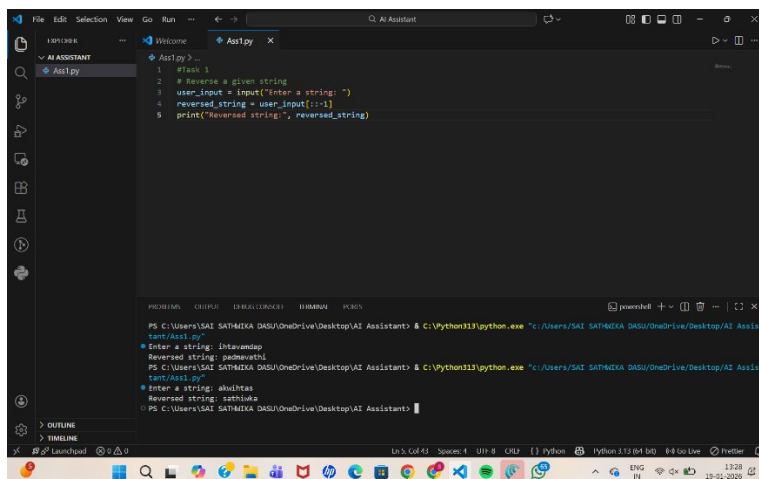 File Edit Selection View Go Run ... AI Assistant
EXPLORER ... Welcome Ass1.py
AI ASSISTANT
Ass1.py
Ass1.py > ...
1 #Task 1
2 # Reverse a given string
3 user_input = input("Enter a string: ")
4 reversed_string = user_input[::-1]
5 print("Reversed string:", reversed_string)
PROBLEMS OUTPUT DEBUG CONSOLE TERMINAL PORTS powershell
PS C:\Users\SAI SATHWIKA DASU\OneDrive\Desktop\AI Assistant> & C:\Python313\python.exe "c:/Users/SAI SATHWIKA DASU/OneDrive/Desktop/AI Assis
tant/Ass1.py"
Enter a string: ihtavamdap
Reversed string: padmavathi
PS C:\Users\SAI SATHWIKA DASU\OneDrive\Desktop\AI Assistant> & C:\Python313\python.exe "c:/Users/SAI SATHWIKA DASU/OneDrive/Desktop/AI Assis
tant/Ass1.py"
Enter a string: akwihtas
Reversed string: sathiwka
PS C:\Users\SAI SATHWIKA DASU\OneDrive\Desktop\AI Assistant>
OUTLINE
TIMELINE
Launchpad 0 0 Ln 5, Col 43 Spaces: 4 UTF-8 CRLF {} Python Python 3.13 (64 bit) Go Live Prettier
ENG
IN
13:28
19-01-2026